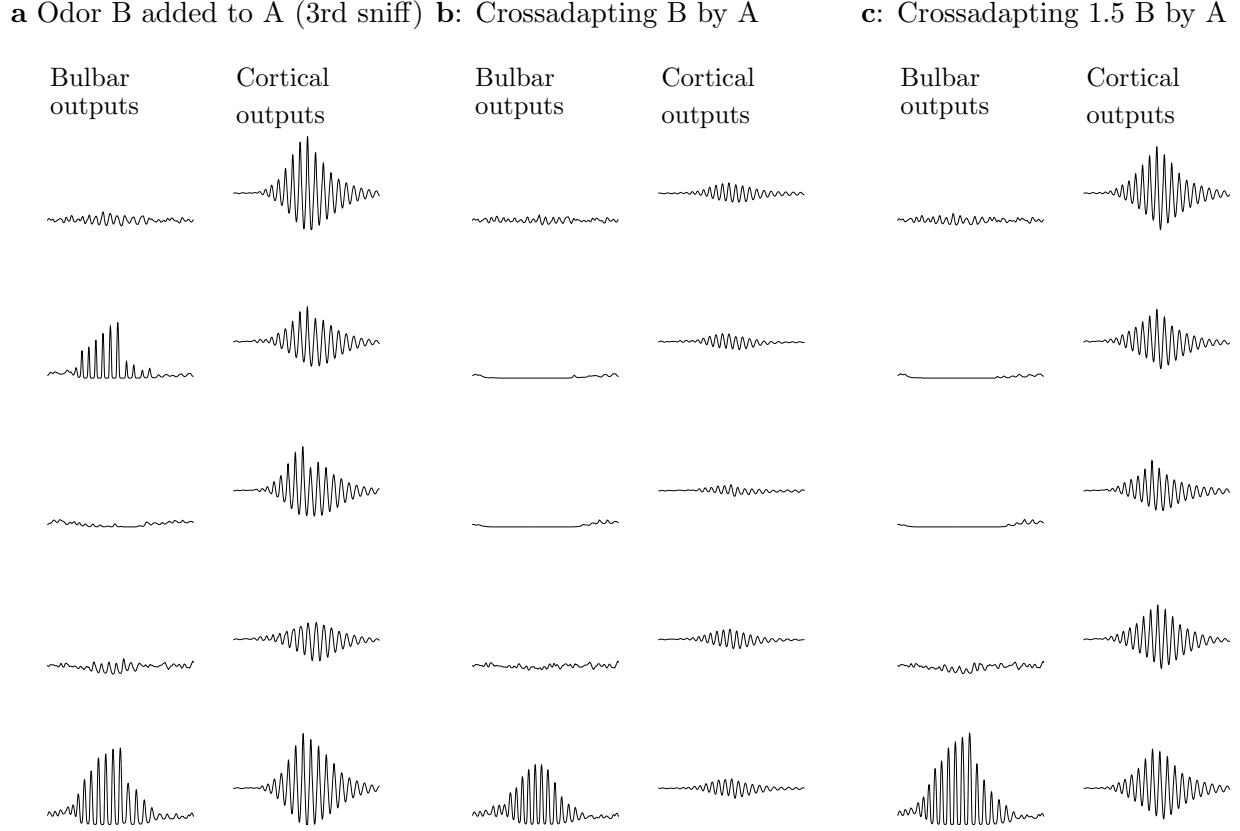 a Odor B added to A (3rd sniff)
Bulbar
outputs
Cortical
outputs
b: Crossadapting B by A
Bulbar
outputs
Cortical
outputs
c: Crossadapting 1.5 B by A
Bulbar
outputs
Cortical
outputs